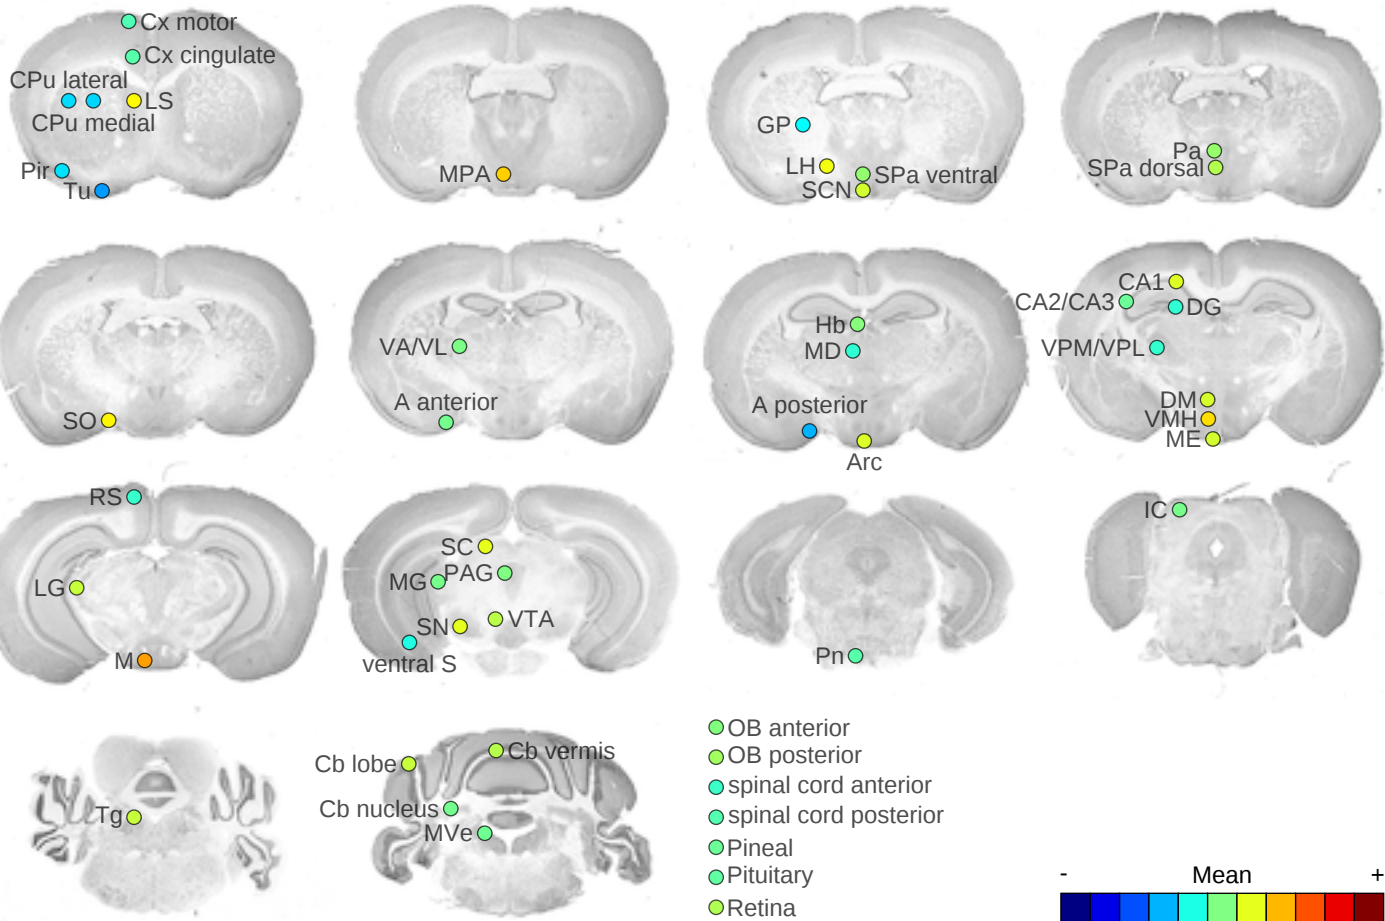 Cx motor
Cx cingulate
CPu lateral
LS
CPu medial
Pir
Tu
MPA
GP
LH
SPa ventral
SCN
Pa
SPa dorsal
SO
VA/VL
A anterior
Hb
MD
A posterior
Arc
CA1
CA2/CA3
DG
VPM/VPL
DM
VMH
ME
RS
LG
M
SC
MG
PAG
SN
VTA
ventral S
Pn
IC
Tg
Cb lobe
Cb vermis
Cb nucleus
MVe
OB anterior
OB posterior
spinal cord anterior
spinal cord posterior
Pineal
Pituitary
Retina
- Mean +